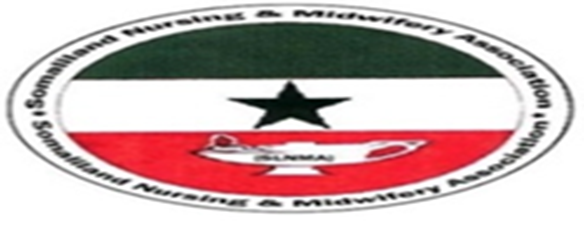 Somaliland Nursing & Midwifery Association
(SLNMA)
Somaliland Nursing & Midwifery Association